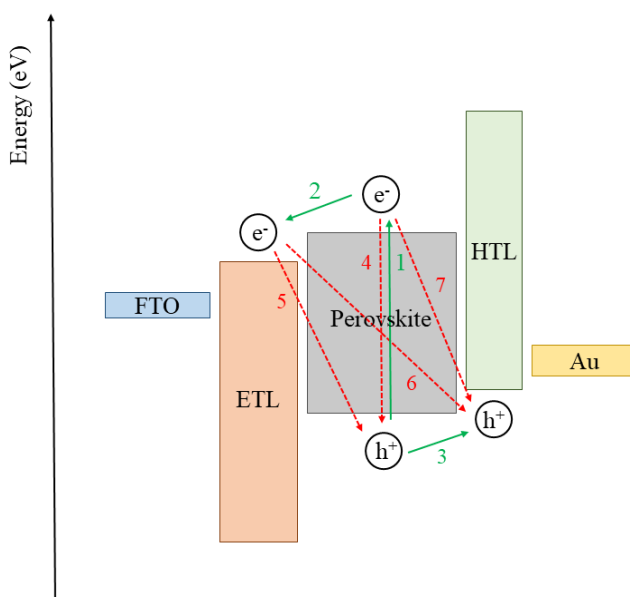 Energy (eV)
e⁻
2
e⁻
4
1
7
HTL
5
FTO
Perovskite
Au
6
ETL
h⁺
h⁺
3